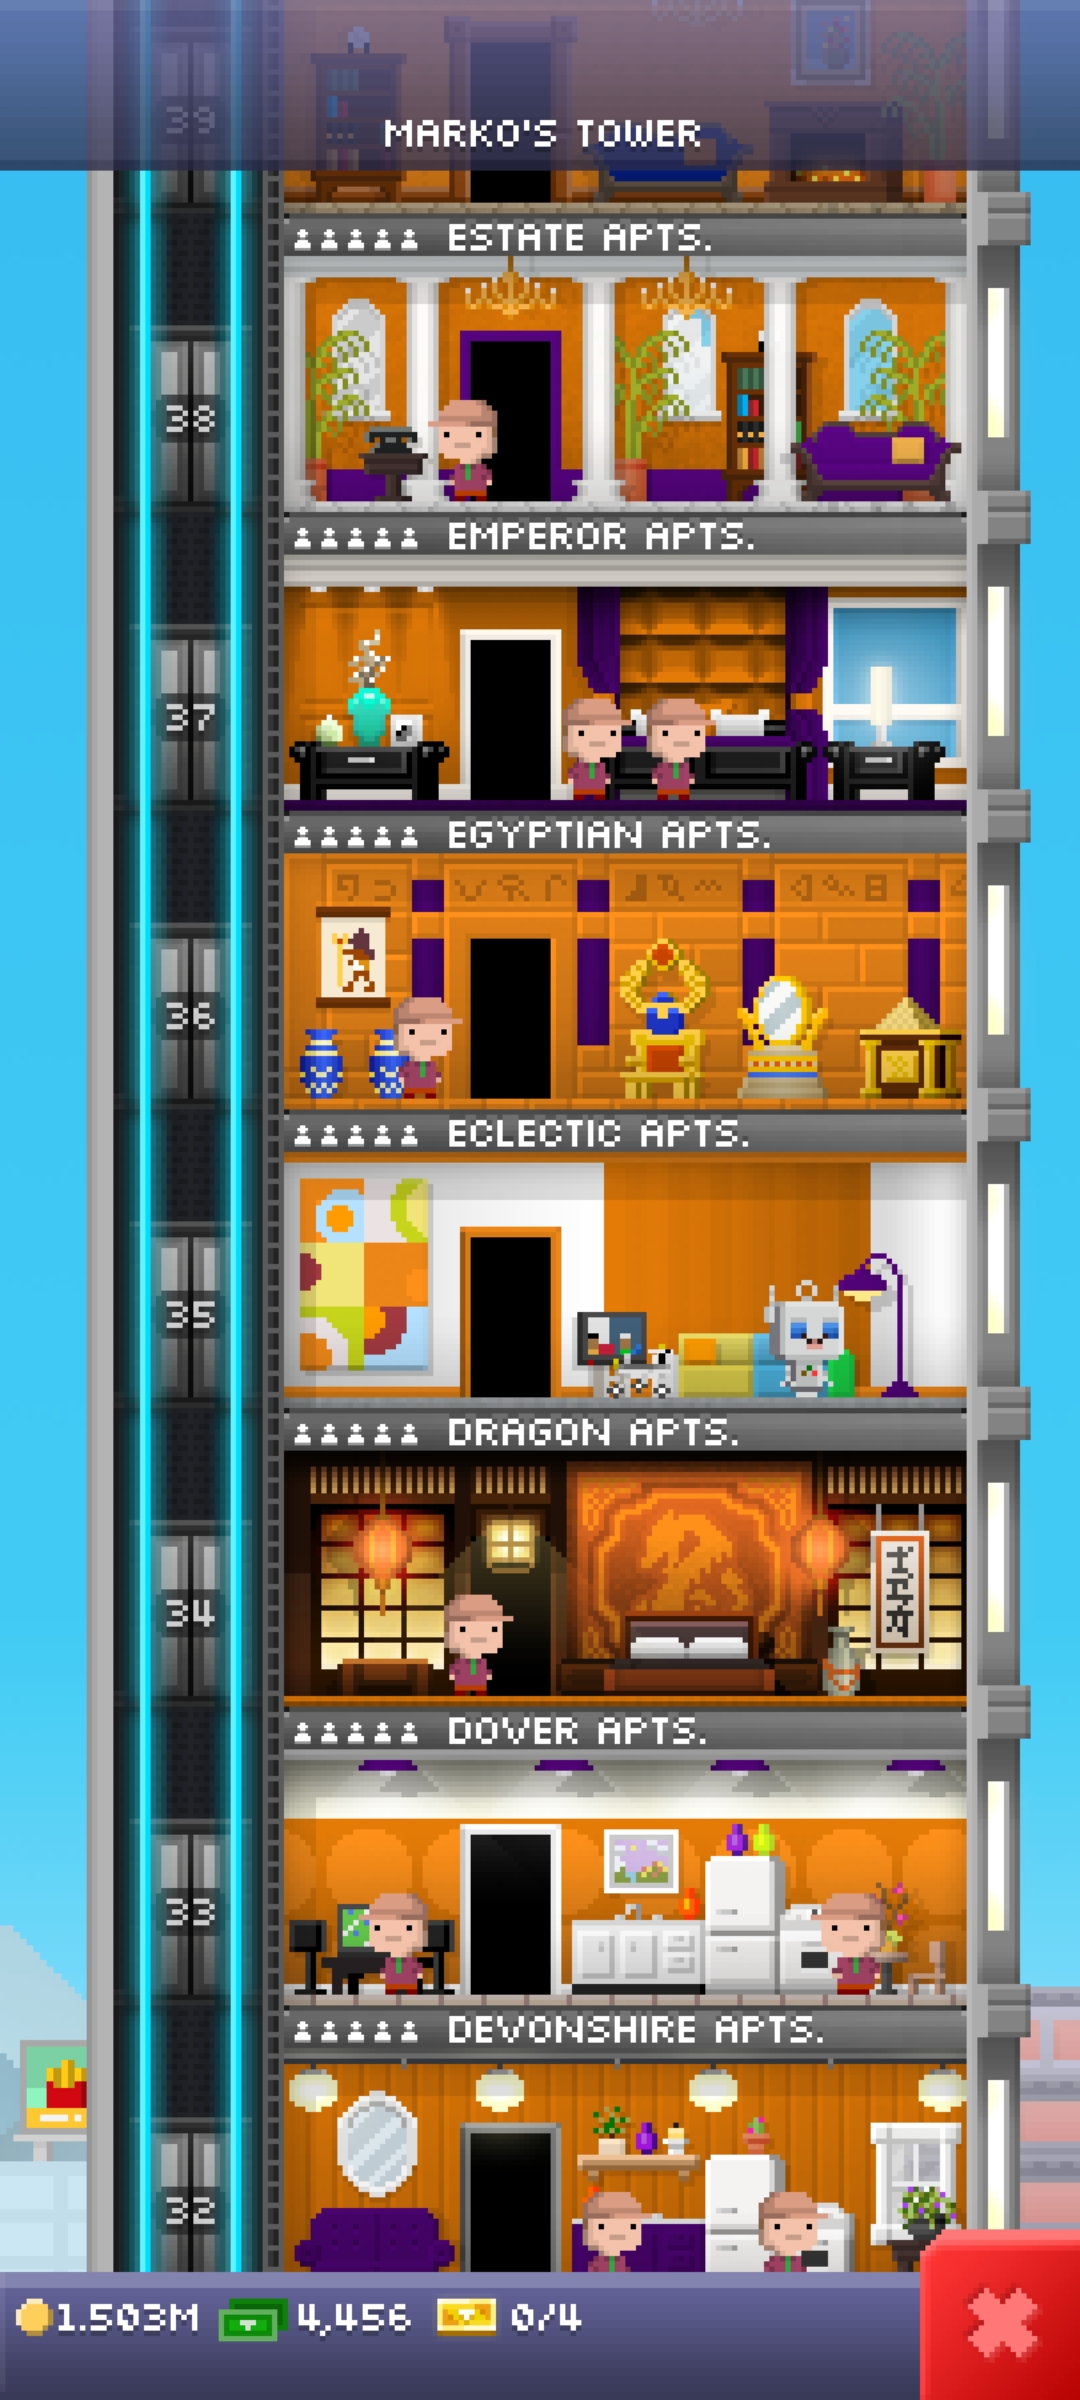 39
MARKO'S TOWER
ESTATE APTS.
38
EMPEROR APTS.
37
EGYPTIAN APTS.
36
ECLECTIC APTS.
35
DRAGON APTS.
34
DOVER APTS.
33
DEVONSHIRE APTS.
32
1.503M 4,456 0/4